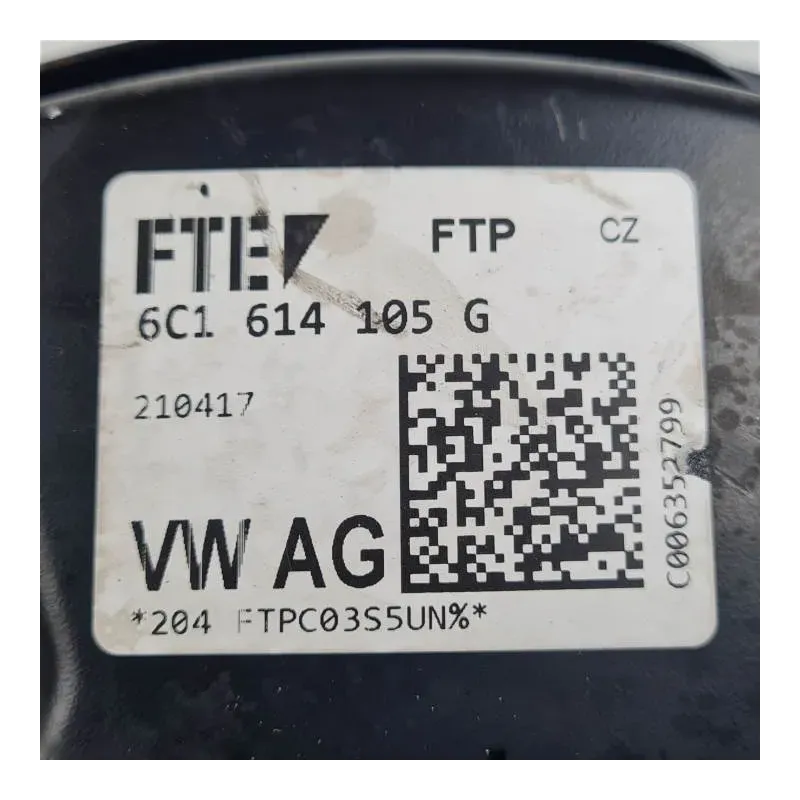 FTE FTP CZ
6C1 614 105 G
210417
VW AG
*204 FTPC03S5UN%*
C006352799